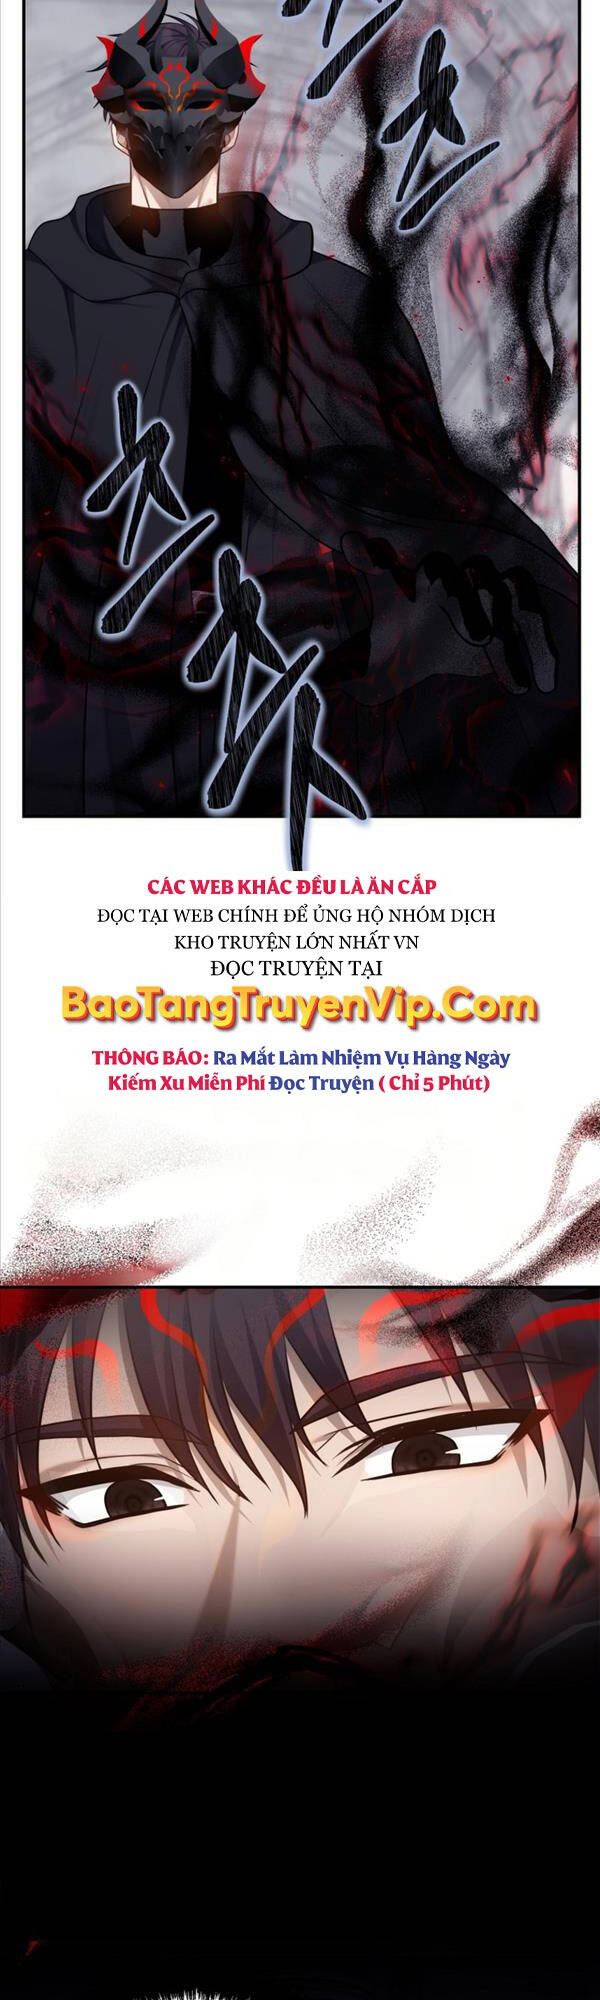 CÁC WEB KHÁC ĐỀU LÀ ĂN CẮP
ĐỌC TẠI WEB CHÍNH ĐỂ ỦNG HỘ NHÓM DỊCH
KHO TRUYỆN LỚN NHẤT VN
ĐỌC TRUYỆN TẠI
BaoTangTruyenVip.Com
THÔNG BÁO: Ra Mắt Làm Nhiệm Vụ Hàng Ngày
Kiếm Xu Miễn Phí Đọc Truyện ( Chỉ 5 Phút)